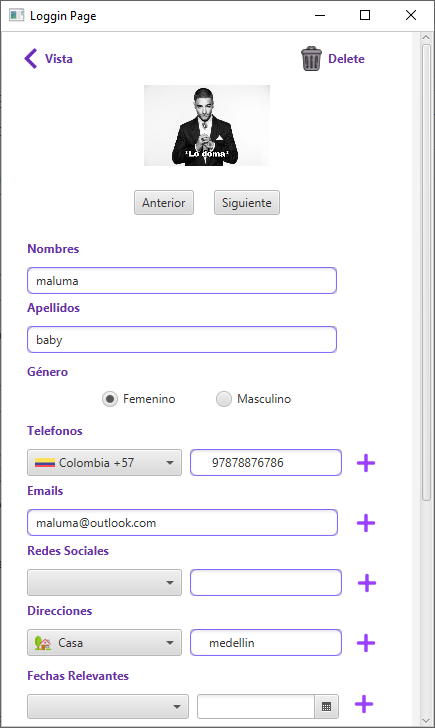 Loggin Page
Vista
Delete
"Lo doma"
Anterior
Siguiente
Nombres
maluma
Apellidos
baby
Género
Femenino
Masculino
Telefonos
Colombia +57
97878876786
Emails
maluma@outlook.com
Redes Sociales
Direcciones
Casa
medellin
Fechas Relevantes